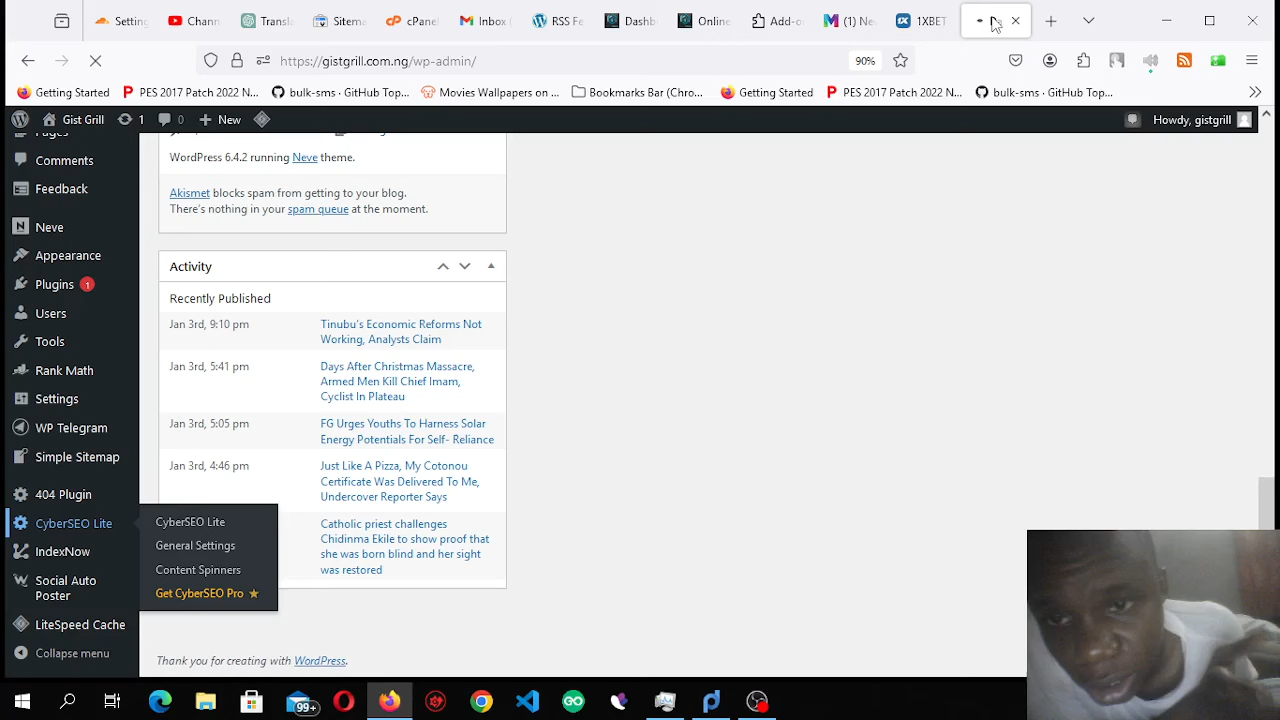 Setting
Chann
Transla
Sitema
cPanel
Inbox (
RSS Fe
Dashb
Online
Add-o
(1) Ne
1XBET
https://gistgrill.com.ng/wp-admin/
90%
Getting Started
PES 2017 Patch 2022 N...
bulk-sms · GitHub Top...
Movies Wallpapers on ...
Bookmarks Bar (Chro...
Getting Started
PES 2017 Patch 2022 N...
bulk-sms · GitHub Top...
Gist Grill
1
0
New
Howdy, gistgrill
Pages
Comments
Feedback
Neve
Appearance
Plugins 1
Users
Tools
Rank Math
Settings
WP Telegram
Simple Sitemap
404 Plugin
CyberSEO Lite
IndexNow
Social Auto
Poster
LiteSpeed Cache
Collapse menu
CyberSEO Lite
General Settings
Content Spinners
Get CyberSEO Pro
WordPress 6.4.2 running Neve theme.
Akismet blocks spam from getting to your blog.
There's nothing in your spam queue at the moment.
Activity
Recently Published
Jan 3rd, 9:10 pm
Tinubu's Economic Reforms Not
Working, Analysts Claim
Jan 3rd, 5:41 pm
Days After Christmas Massacre,
Armed Men Kill Chief Imam,
Cyclist In Plateau
Jan 3rd, 5:05 pm
FG Urges Youths To Harness Solar
Energy Potentials For Self- Reliance
Jan 3rd, 4:46 pm
Just Like A Pizza, My Cotonou
Certificate Was Delivered To Me,
Undercover Reporter Says
Catholic priest challenges
Chidinma Ekile to show proof that
she was born blind and her sight
was restored
Thank you for creating with WordPress.
99+